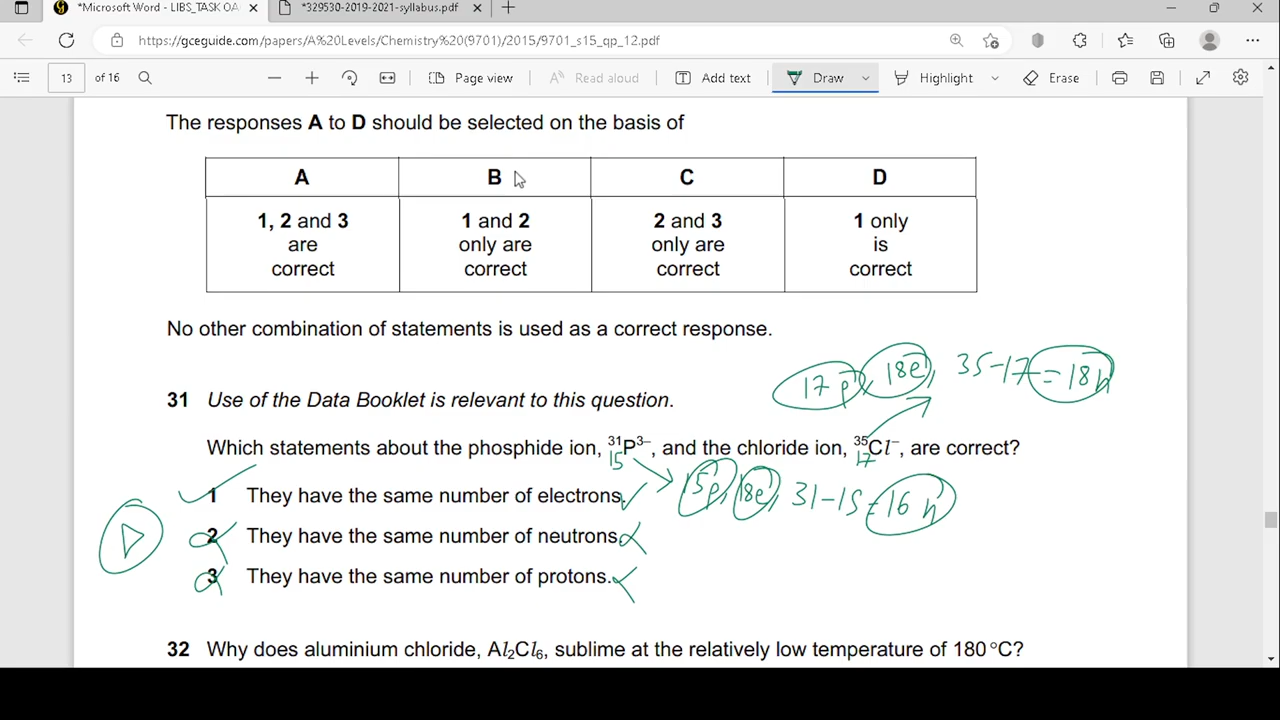 *Microsoft Word - LIBS_TASK OA
*329530-2019-2021-syllabus.pdf
https://gceguide.com/papers/A%20Levels/Chemistry%20(9701)/2015/9701_s15_qp_12.pdf
13 of 16
Page view
Read aloud
Add text
Draw
Highlight
Erase
The responses A to D should be selected on the basis of
A B C D
1, 2 and 3 1 and 2 2 and 3 1 only
are only are only are is
correct correct correct correct
No other combination of statements is used as a correct response.
17 p, 18e, 35-17 = 18 n
31 Use of the Data Booklet is relevant to this question.
Which statements about the phosphide ion, ³¹P³⁻, and the chloride ion, ³⁵Cl⁻, are correct?
15 17
1 They have the same number of electrons.
15p, 18e, 31-15 = 16 n
2 They have the same number of neutrons.
D
3 They have the same number of protons.
32 Why does aluminium chloride, Al₂Cl₆, sublime at the relatively low temperature of 180 °C?